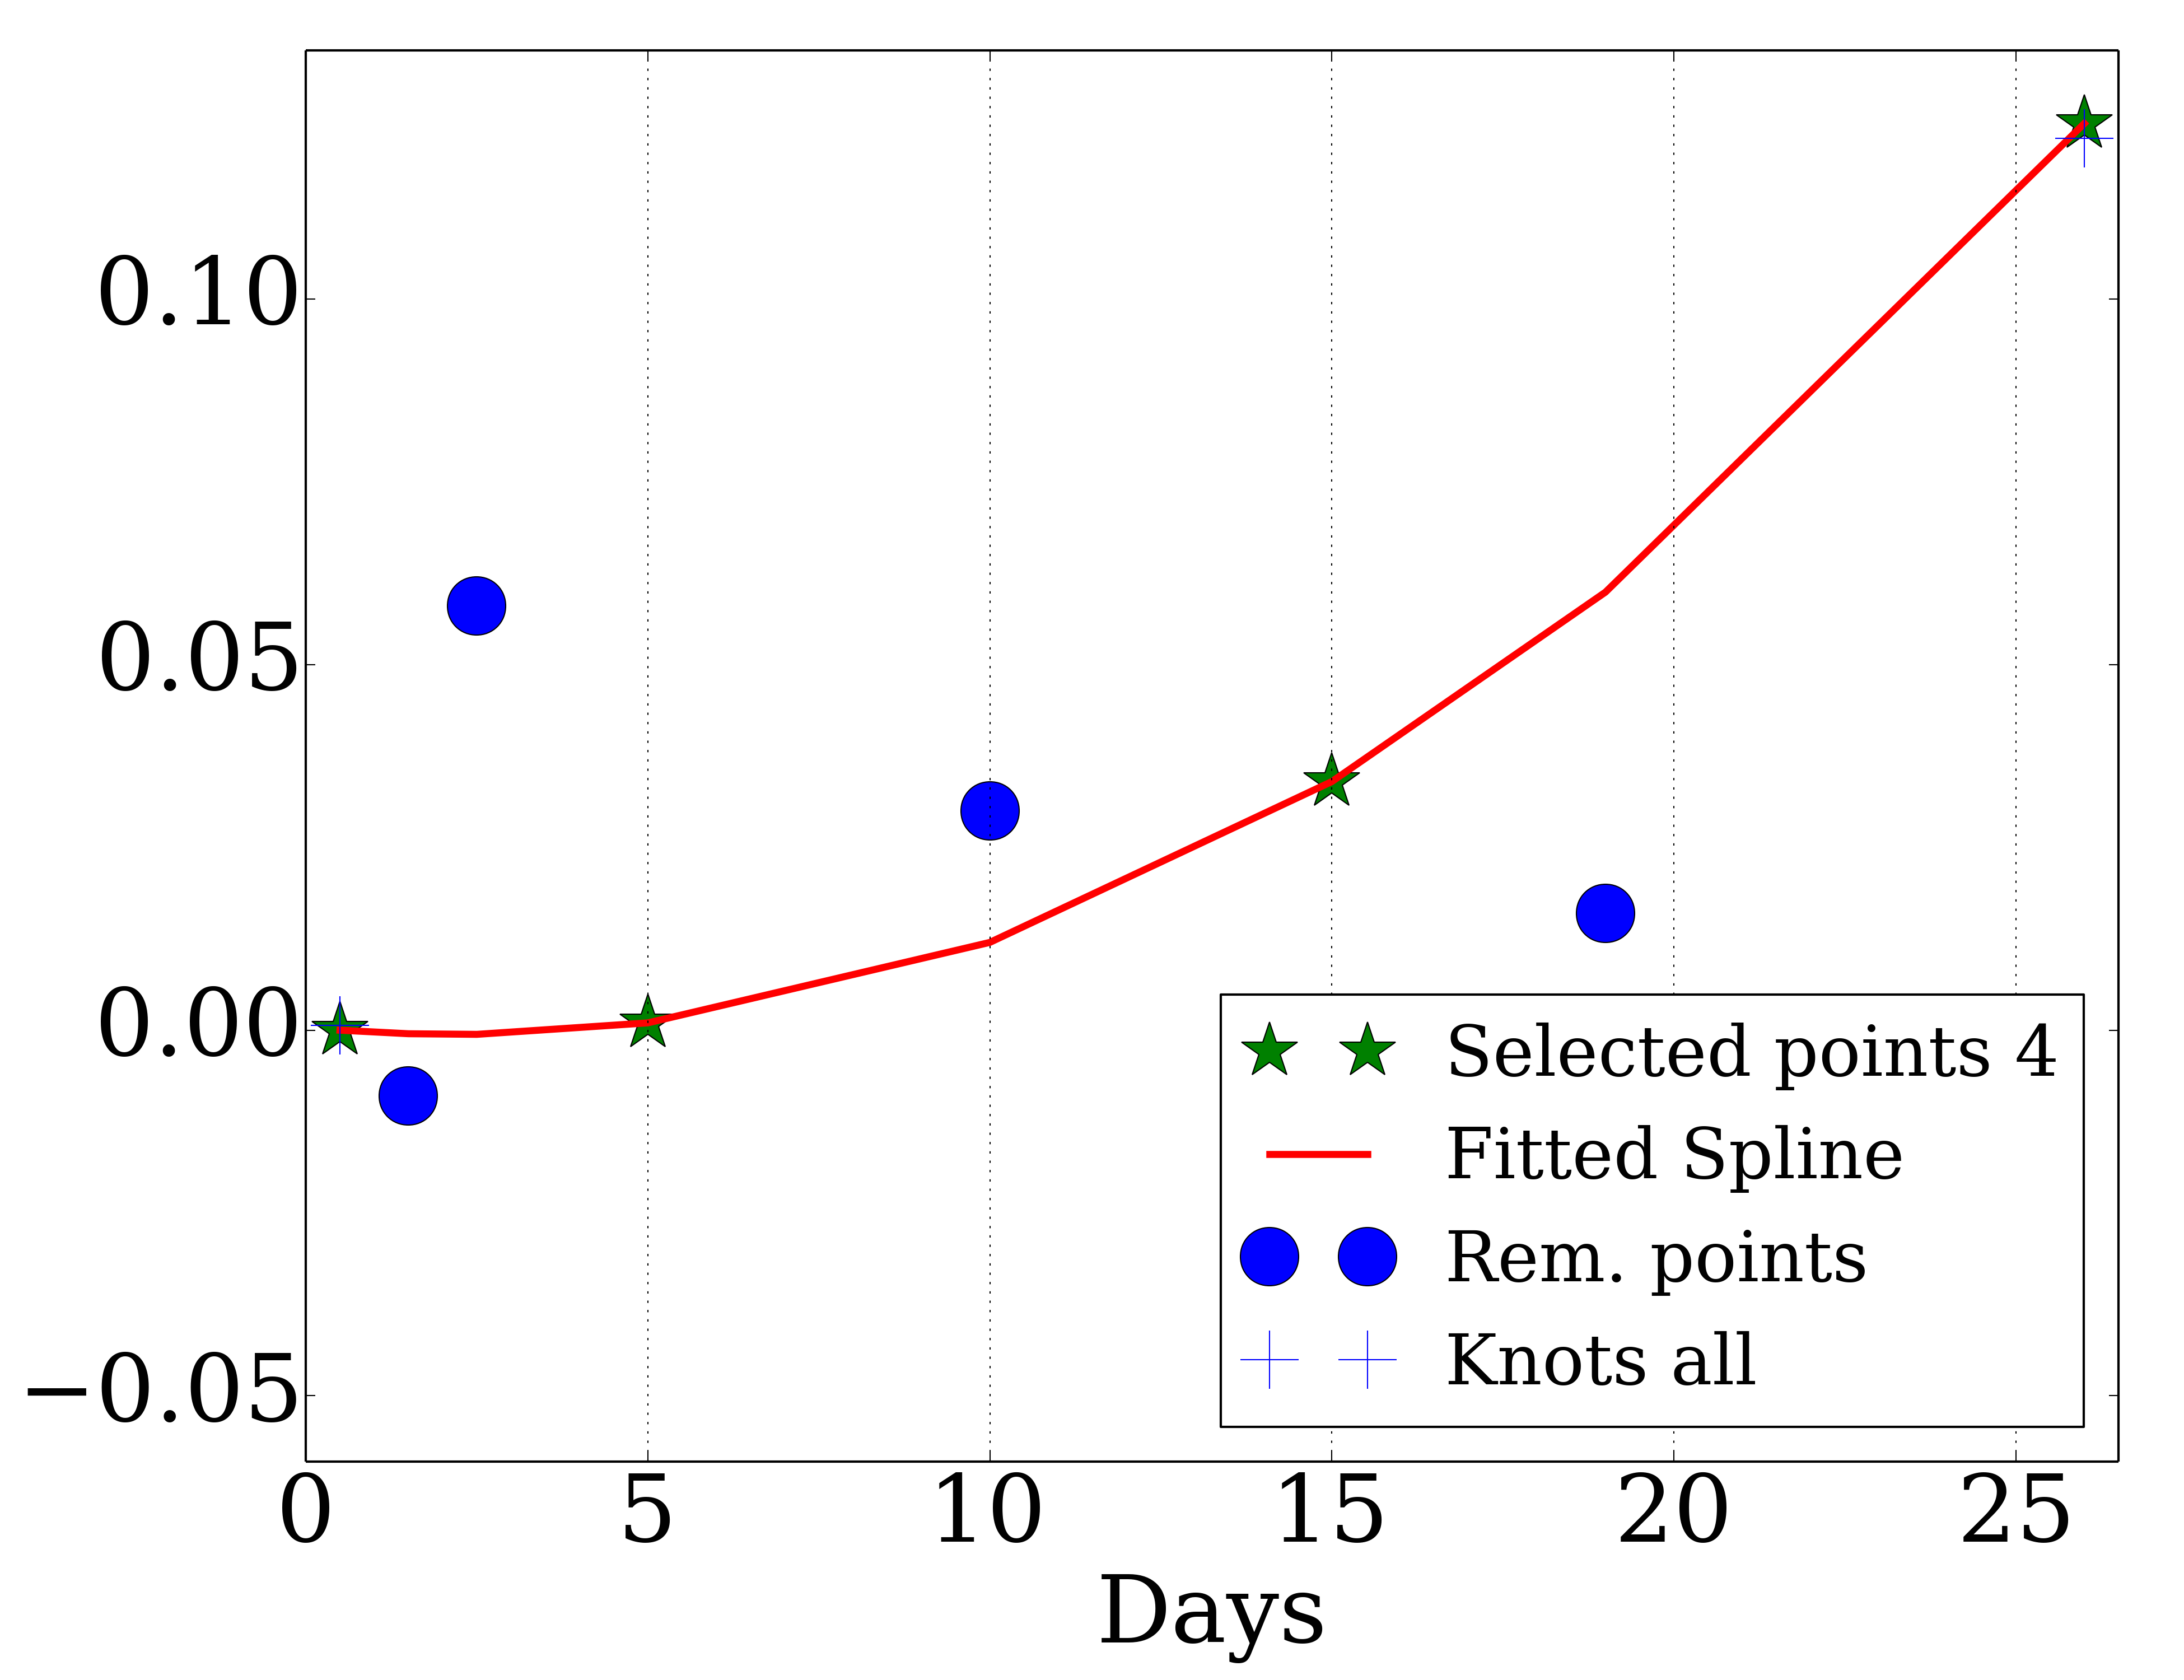 0.10
0.05
0.00
−0.05
Selected points 4
Fitted Spline
Rem. points
Knots all
0 5 10 15 20 25
Days